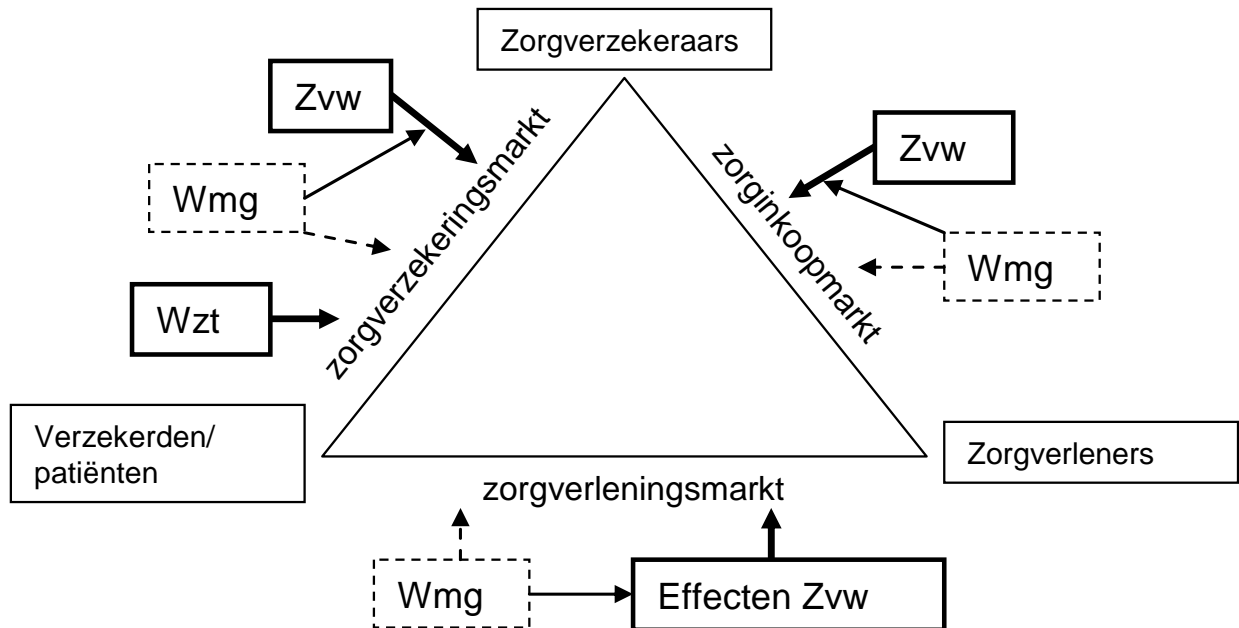 Zorgverzekeraars
Zvw
zorgverzekeringsmarkt
zorginkoopmarkt
Zvw
Wmg
Wmg
Wzt
Verzekerden/
patiënten
Zorgverleners
zorgverleningsmarkt
Wmg
Effecten Zvw